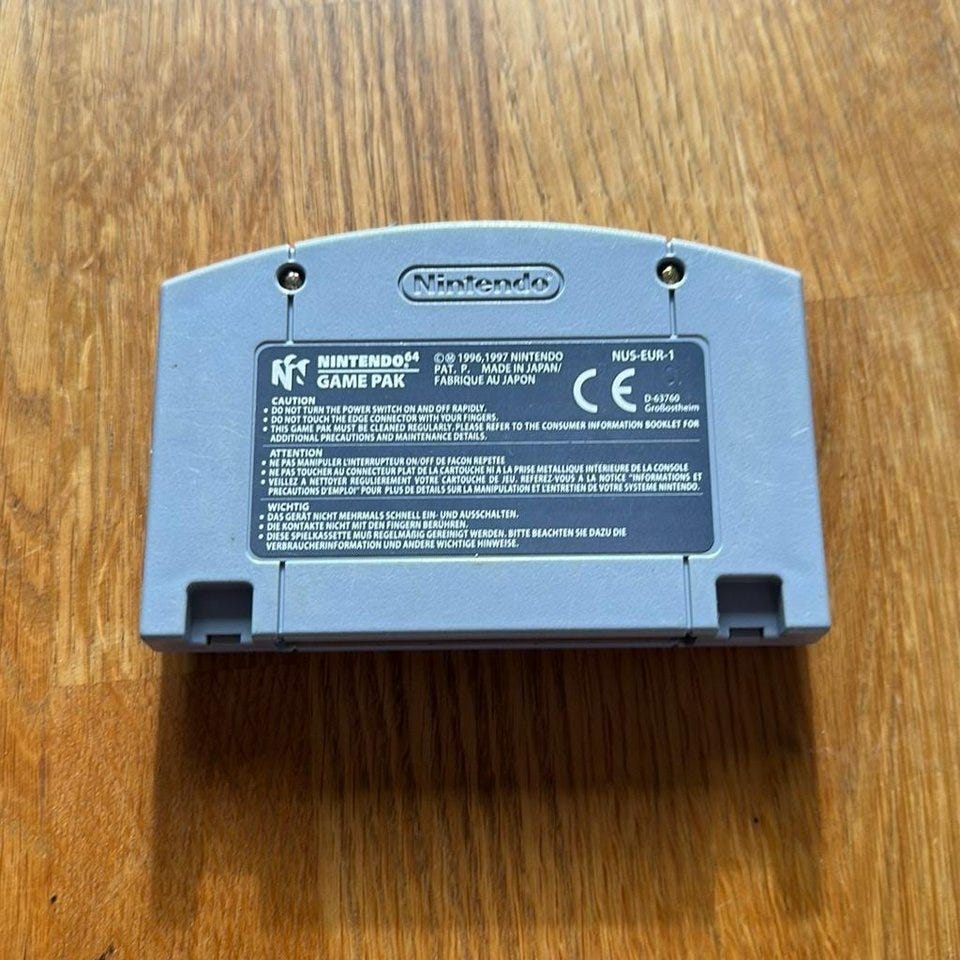 Nintendo®
NINTENDO⁶⁴
GAME PAK
©Ⓜ 1996,1997 NINTENDO
PAT. P. MADE IN JAPAN/
FABRIQUE AU JAPON
NUS-EUR-1
CE
D-63760
Großostheim
CAUTION
• DO NOT TURN THE POWER SWITCH ON AND OFF RAPIDLY.
• DO NOT TOUCH THE EDGE CONNECTOR WITH YOUR FINGERS.
• THIS GAME PAK MUST BE CLEANED REGULARLY. PLEASE REFER TO THE CONSUMER INFORMATION BOOKLET FOR
ADDITIONAL PRECAUTIONS AND MAINTENANCE DETAILS.
ATTENTION
• NE PAS MANIPULER L'INTERRUPTEUR ON/OFF DE FACON REPETEE
• NE PAS TOUCHER AU CONNECTEUR PLAT DE LA CARTOUCHE NI A LA PRISE METALLIQUE INTÉRIEURE DE LA CONSOLE
• VEILLEZ A NETTOYER REGULIEREMENT VOTRE CARTOUCHE DE JEU. REFEREZ-VOUS A LA NOTICE "INFORMATIONS ET
PRECAUTIONS D'EMPLOI" POUR PLUS DE DETAILS SUR LA MANIPULATION ET L'ENTRETIEN DE VOTRE SYSTEME NINTENDO.
WICHTIG
• DAS GERÄT NICHT MEHRMALS SCHNELL EIN- UND AUSSCHALTEN.
• DIE KONTAKTE NICHT MIT DEN FINGERN BERÜHREN.
• DIESE SPIELKASSETTE MUß REGELMÄßIG GEREINIGT WERDEN. BITTE BEACHTEN SIE DAZU DIE
VERBRAUCHERINFORMATION UND ANDERE WICHTIGE HINWEISE.